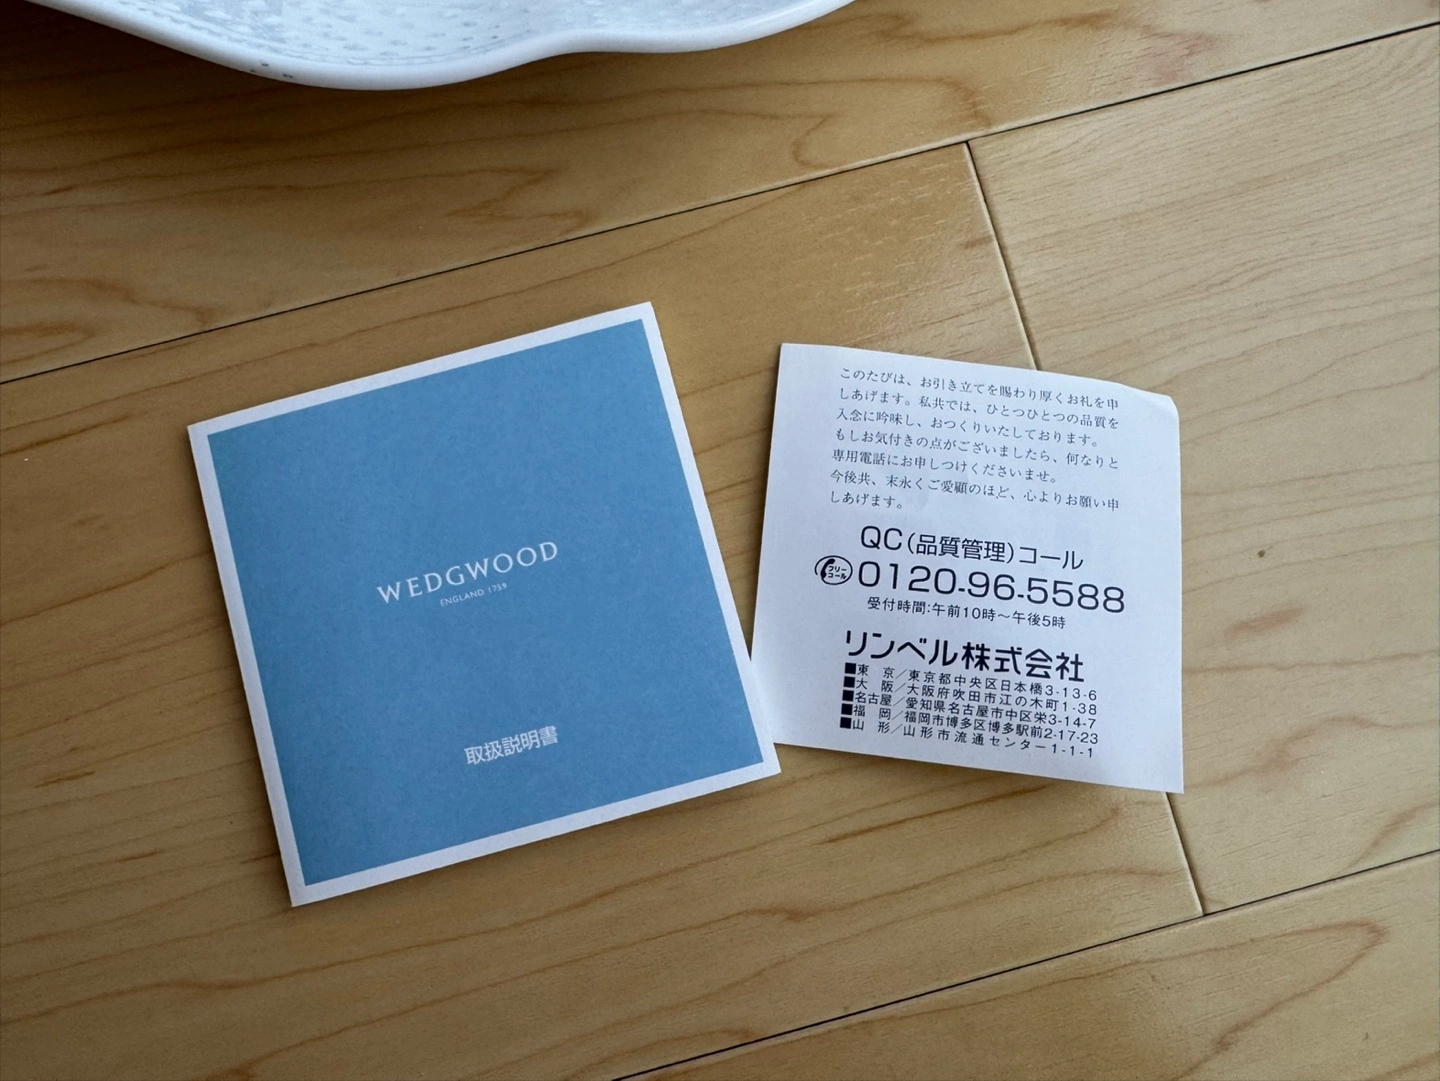 WEDGWOOD
ENGLAND 1759
取扱説明書
このたびは、お引き立てを賜わり厚くお礼を申
しあげます。私共では、ひとつひとつの品質を
入念に吟味し、おつくりいたしております。
もしお気付きの点がございましたら、何なりと
専用電話にお申しつけくださいませ。
今後共、末永くご愛顧のほど、心よりお願い申
しあげます。
QC(品質管理)コール
フリーコール 0120-96-5588
受付時間:午前10時〜午後5時
リンベル株式会社
■東 京/東京都中央区日本橋3-13-6
■大 阪/大阪府吹田市江の木町1-38
■名古屋/愛知県名古屋市中区栄3-14-7
■福 岡/福岡市博多区博多駅前2-17-23
■山 形/山形市流通センター1-1-1